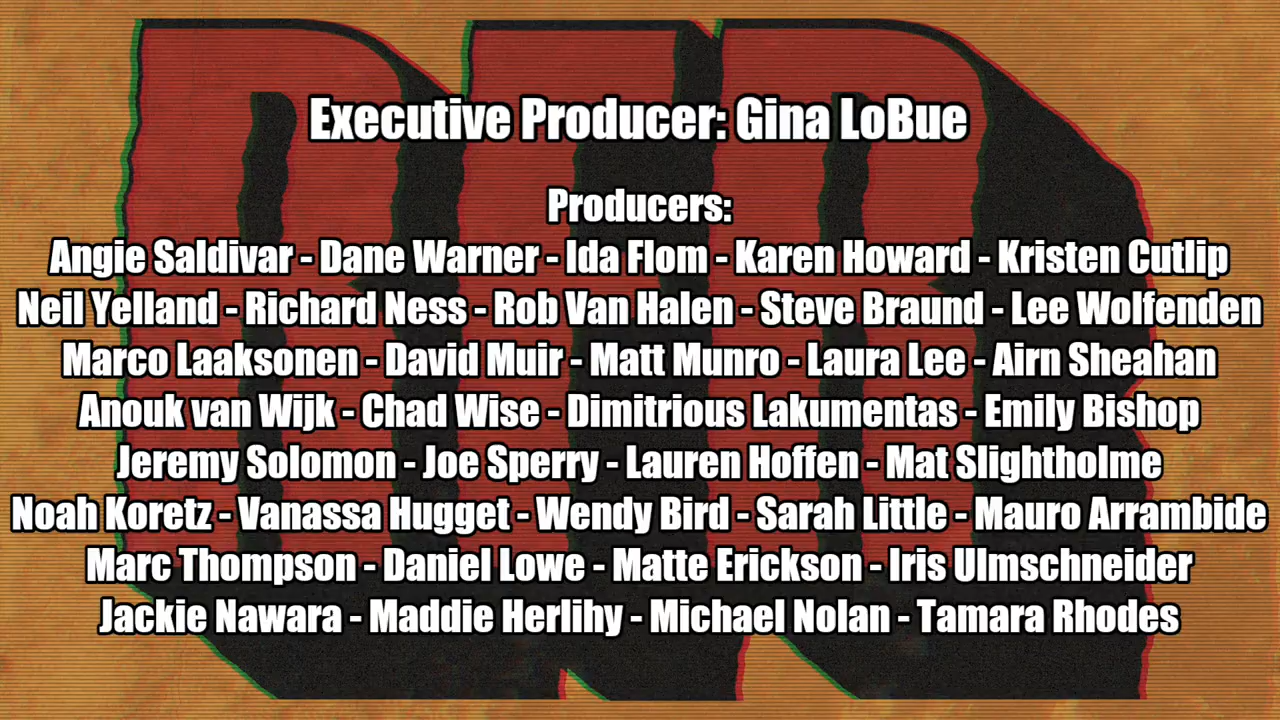 Executive Producer: Gina LoBue
Producers:
Angie Saldivar - Dane Warner - Ida Flom - Karen Howard - Kristen Cutlip
Neil Yelland - Richard Ness - Rob Van Halen - Steve Braund - Lee Wolfenden
Marco Laaksonen - David Muir - Matt Munro - Laura Lee - Airn Sheahan
Anouk van Wijk - Chad Wise - Dimitrious Lakumentas - Emily Bishop
Jeremy Solomon - Joe Sperry - Lauren Hoffen - Mat Slightholme
Noah Koretz - Vanassa Hugget - Wendy Bird - Sarah Little - Mauro Arrambide
Marc Thompson - Daniel Lowe - Matte Erickson - Iris Ulmschneider
Jackie Nawara - Maddie Herlihy - Michael Nolan - Tamara Rhodes